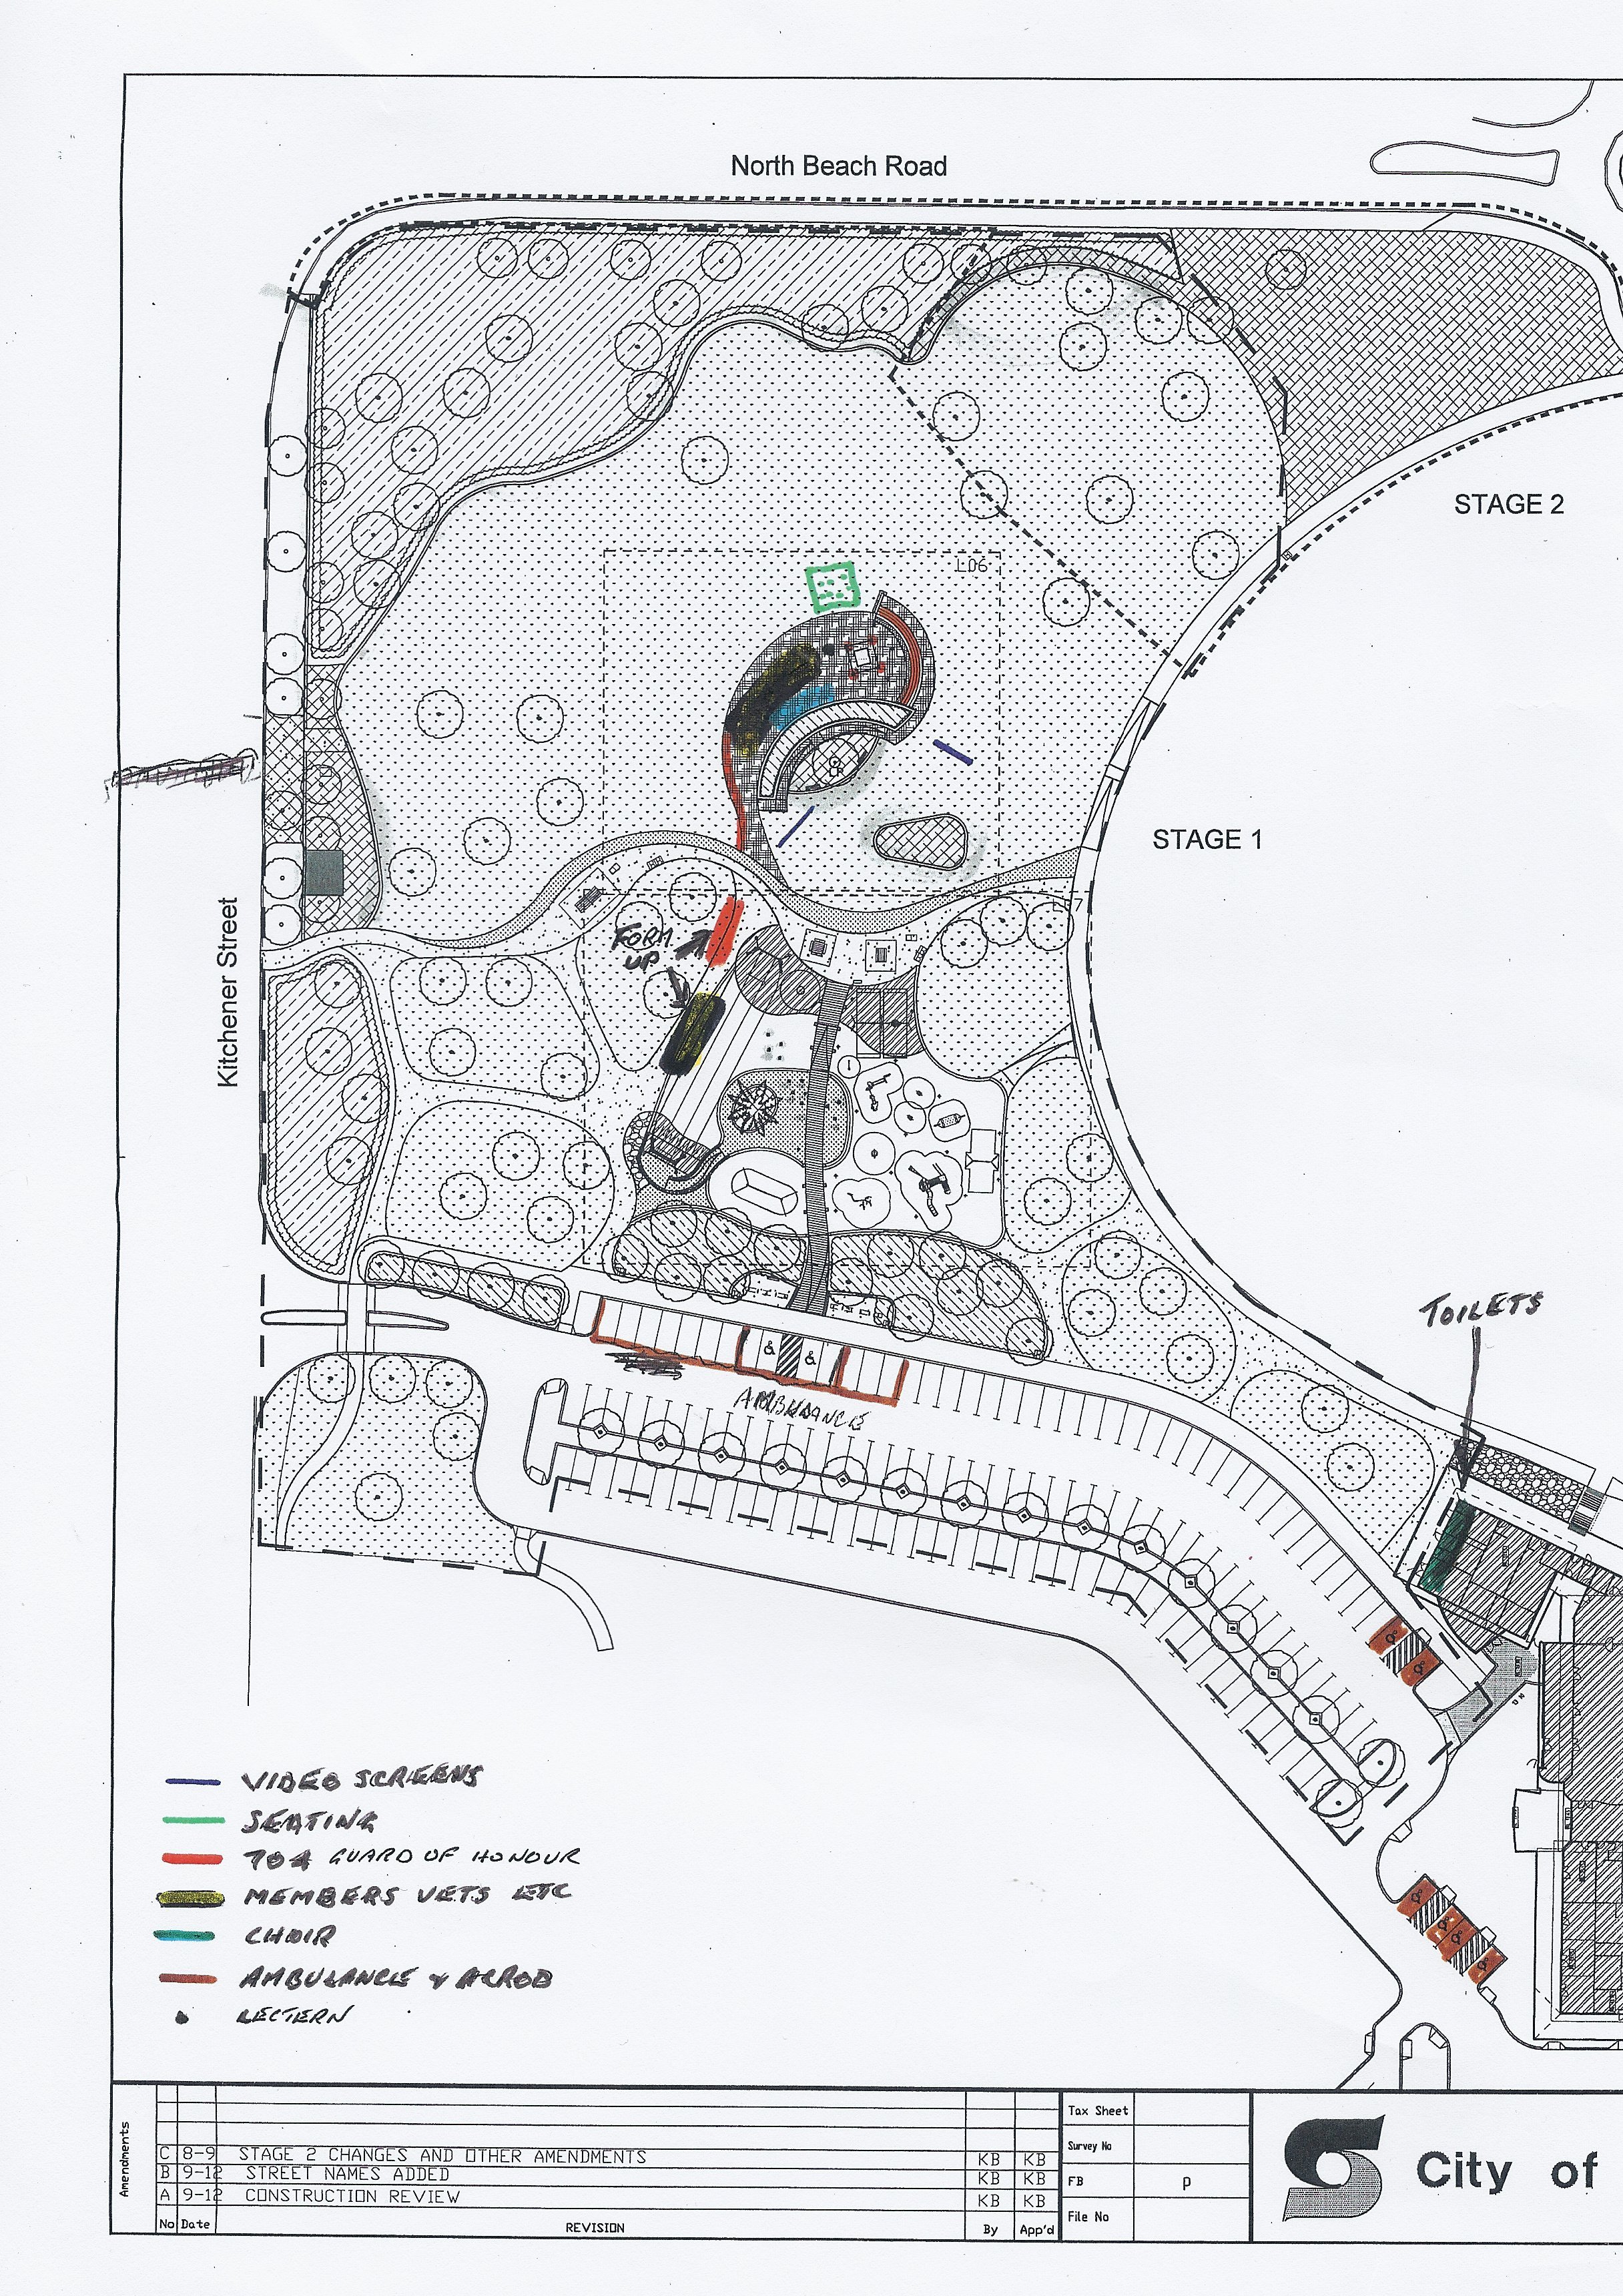 North Beach Road
STAGE 2
L06
STAGE 1
Kitchener Street
L07
FORM
UP
TOILETS
AMBULANCE
VIDEO SCREENS
SEATING
704 GUARD OF HONOUR
MEMBERS VETS ETC
CHOIR
AMBULANCE & ACROD
LECTERN
Amendments
C 8-9 STAGE 2 CHANGES AND OTHER AMENDMENTS KB KB
B 9-12 STREET NAMES ADDED KB KB
A 9-12 CONSTRUCTION REVIEW KB KB
No Date REVISION By App'd
Tax Sheet
Survey No
FB p
File No
City of